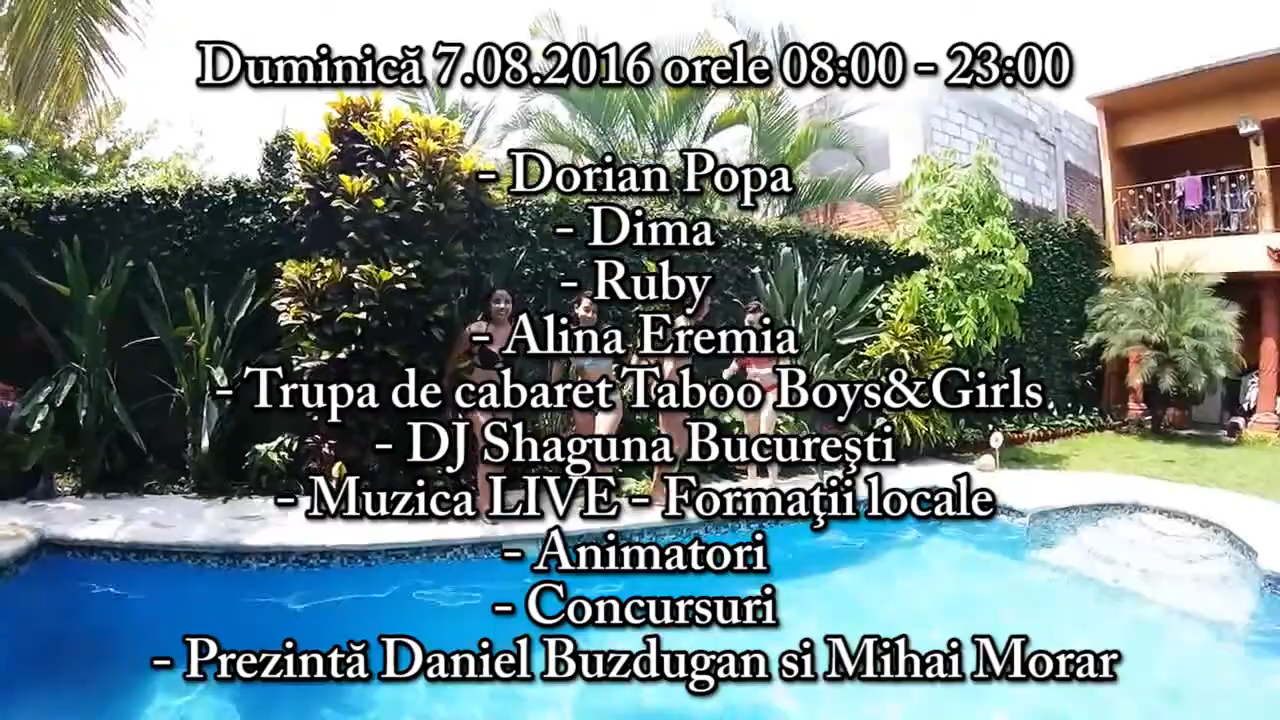 Duminică 7.08.2016 orele 08:00 - 23:00
- Dorian Popa
- Dima
- Ruby
- Alina Eremia
- Trupa de cabaret Taboo Boys&Girls
- DJ Shaguna Bucureşti
- Muzica LIVE - Formaţii locale
- Animatori
- Concursuri
- Prezintă Daniel Buzdugan si Mihai Morar